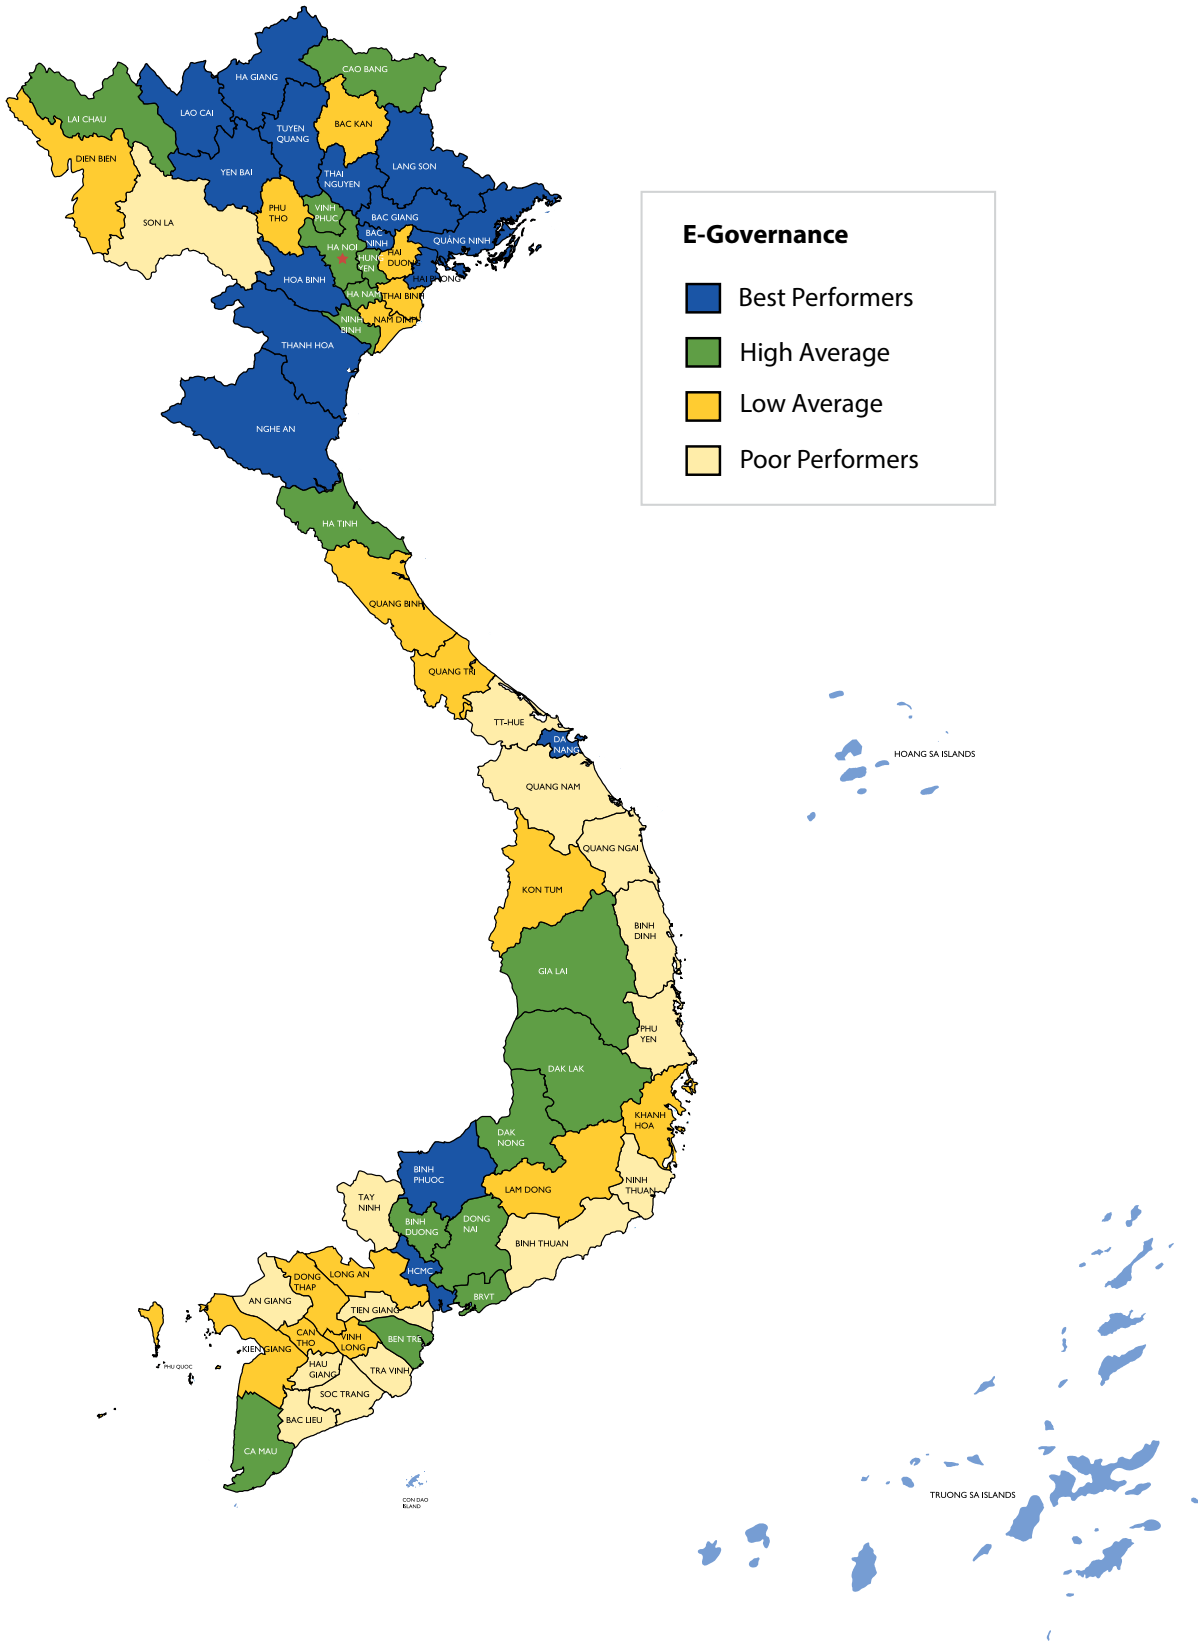 HA GIANG
CAO BANG
LAO CAI
LAI CHAU
BAC KAN
TUYEN
QUANG
DIEN BIEN
LANG SON
YEN BAI
THAI
NGUYEN
PHU
THO
VINH
PHUC
BAC GIANG
SON LA
BAC
NINH
QUANG NINH
HA NOI
HAI
DUONG
HUNG
YEN
HOA BINH
HAI PHONG
HA NAM
THAI BINH
NINH
BINH
NAM DINH
THANH HOA
NGHE AN
HA TINH
QUANG BINH
QUANG TRI
TT-HUE
DA
NANG
QUANG NAM
QUANG NGAI
KON TUM
BINH
DINH
GIA LAI
PHU
YEN
DAK LAK
KHANH
HOA
DAK
NONG
BINH
PHUOC
LAM DONG
NINH
THUAN
TAY
NINH
BINH
DUONG
DONG
NAI
BINH THUAN
HCMC
LONG AN
DONG
THAP
BRVT
AN GIANG
TIEN GIANG
CAN
THO
VINH
LONG
BEN TRE
KIEN GIANG
PHU QUOC
HAU
GIANG
TRA VINH
SOC TRANG
BAC LIEU
CA MAU
CON DAO
ISLAND
E-Governance
Best Performers
High Average
Low Average
Poor Performers
HOANG SA ISLANDS
TRUONG SA ISLANDS